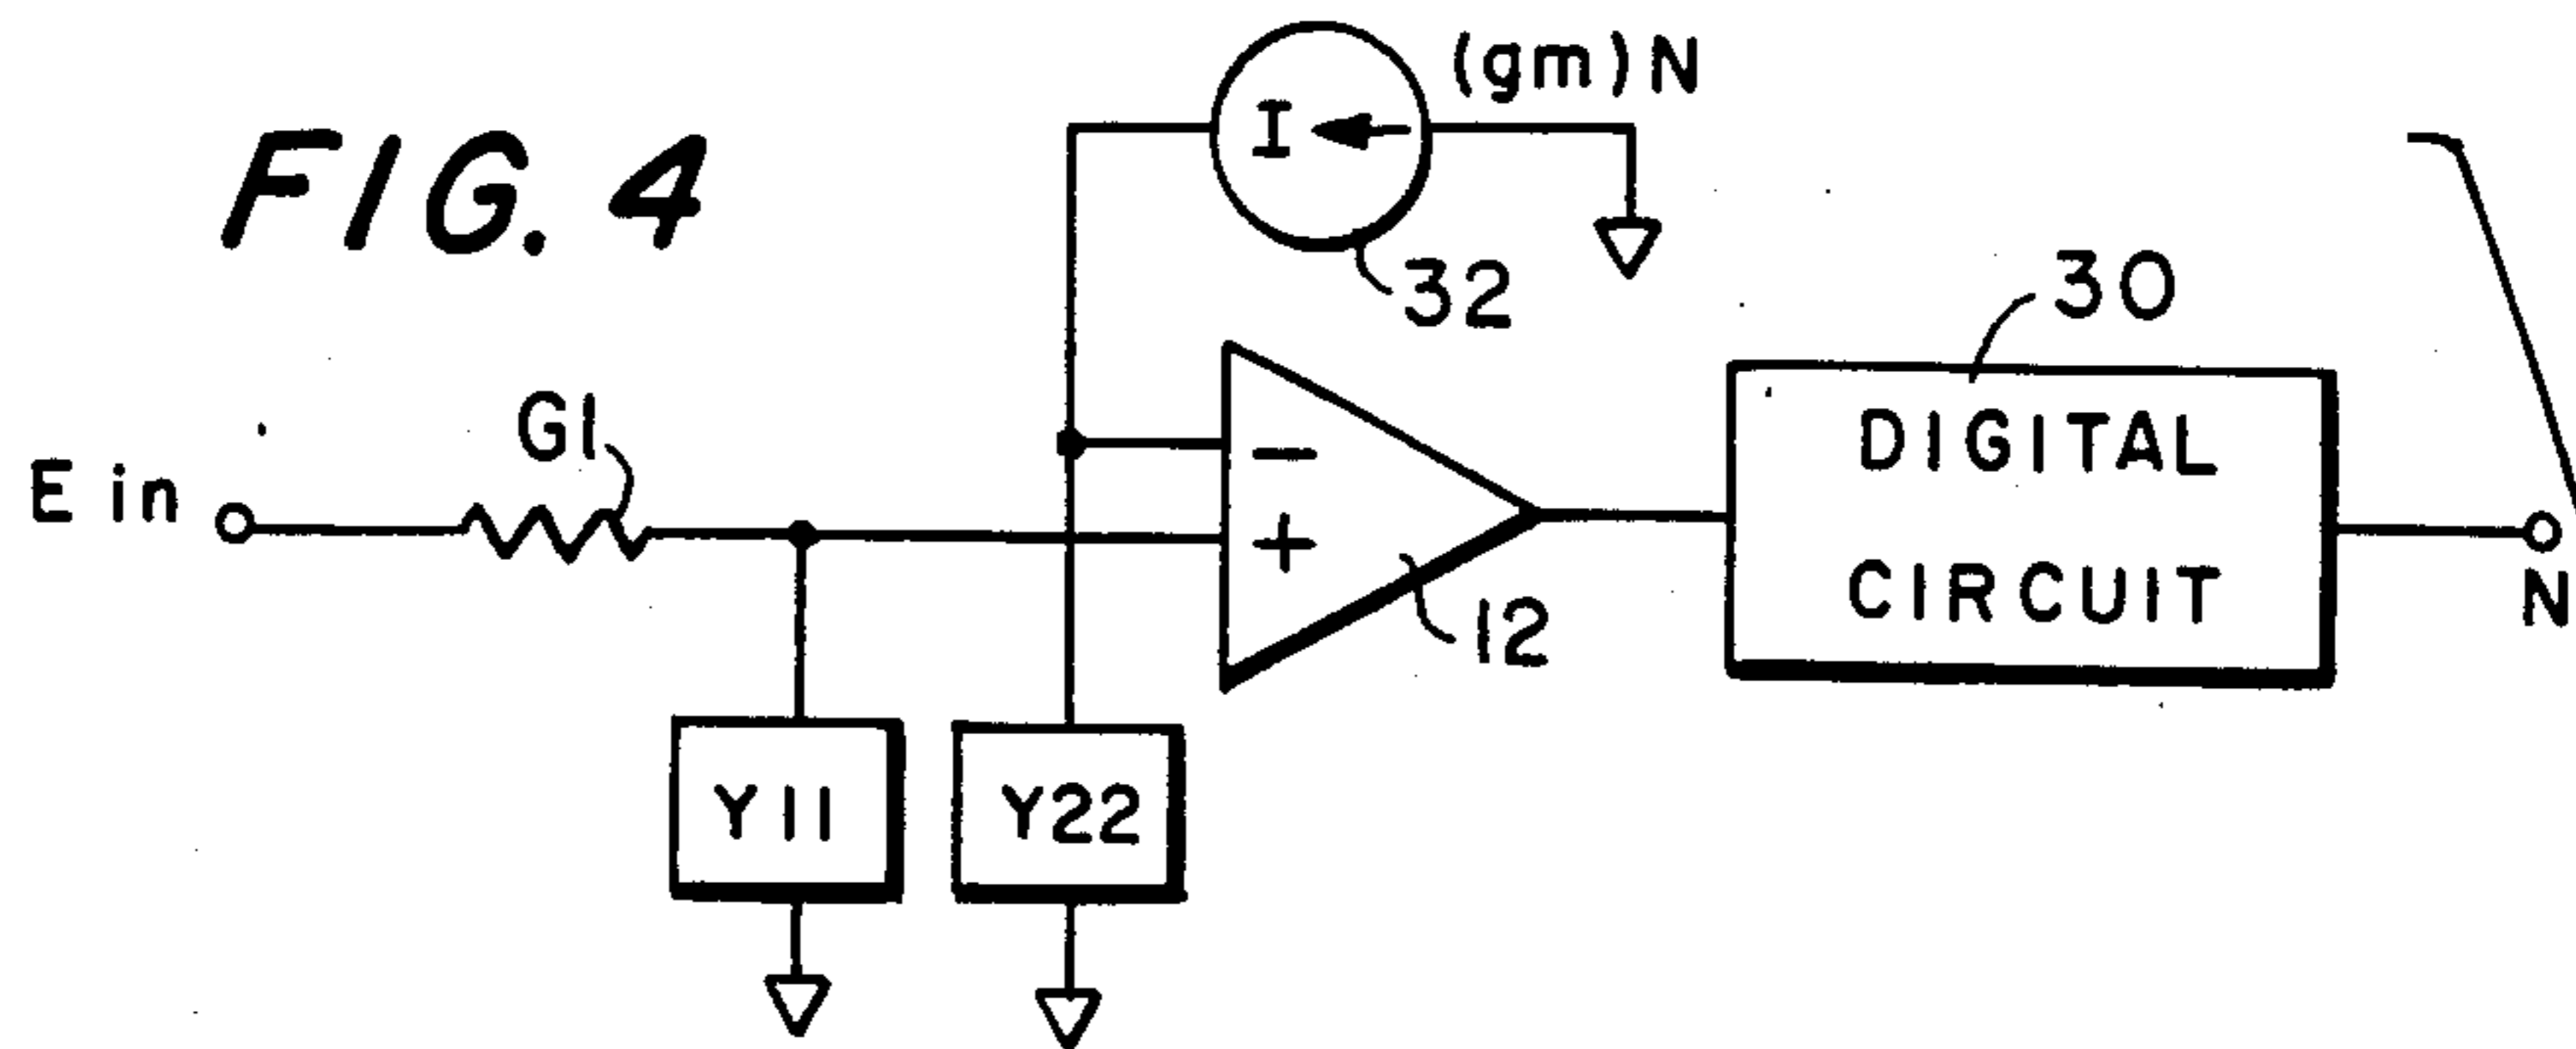 FIG. 4
(gm) N
I
32
30
G1
E in
−
+
12
DIGITAL
CIRCUIT
N
Y11
Y22